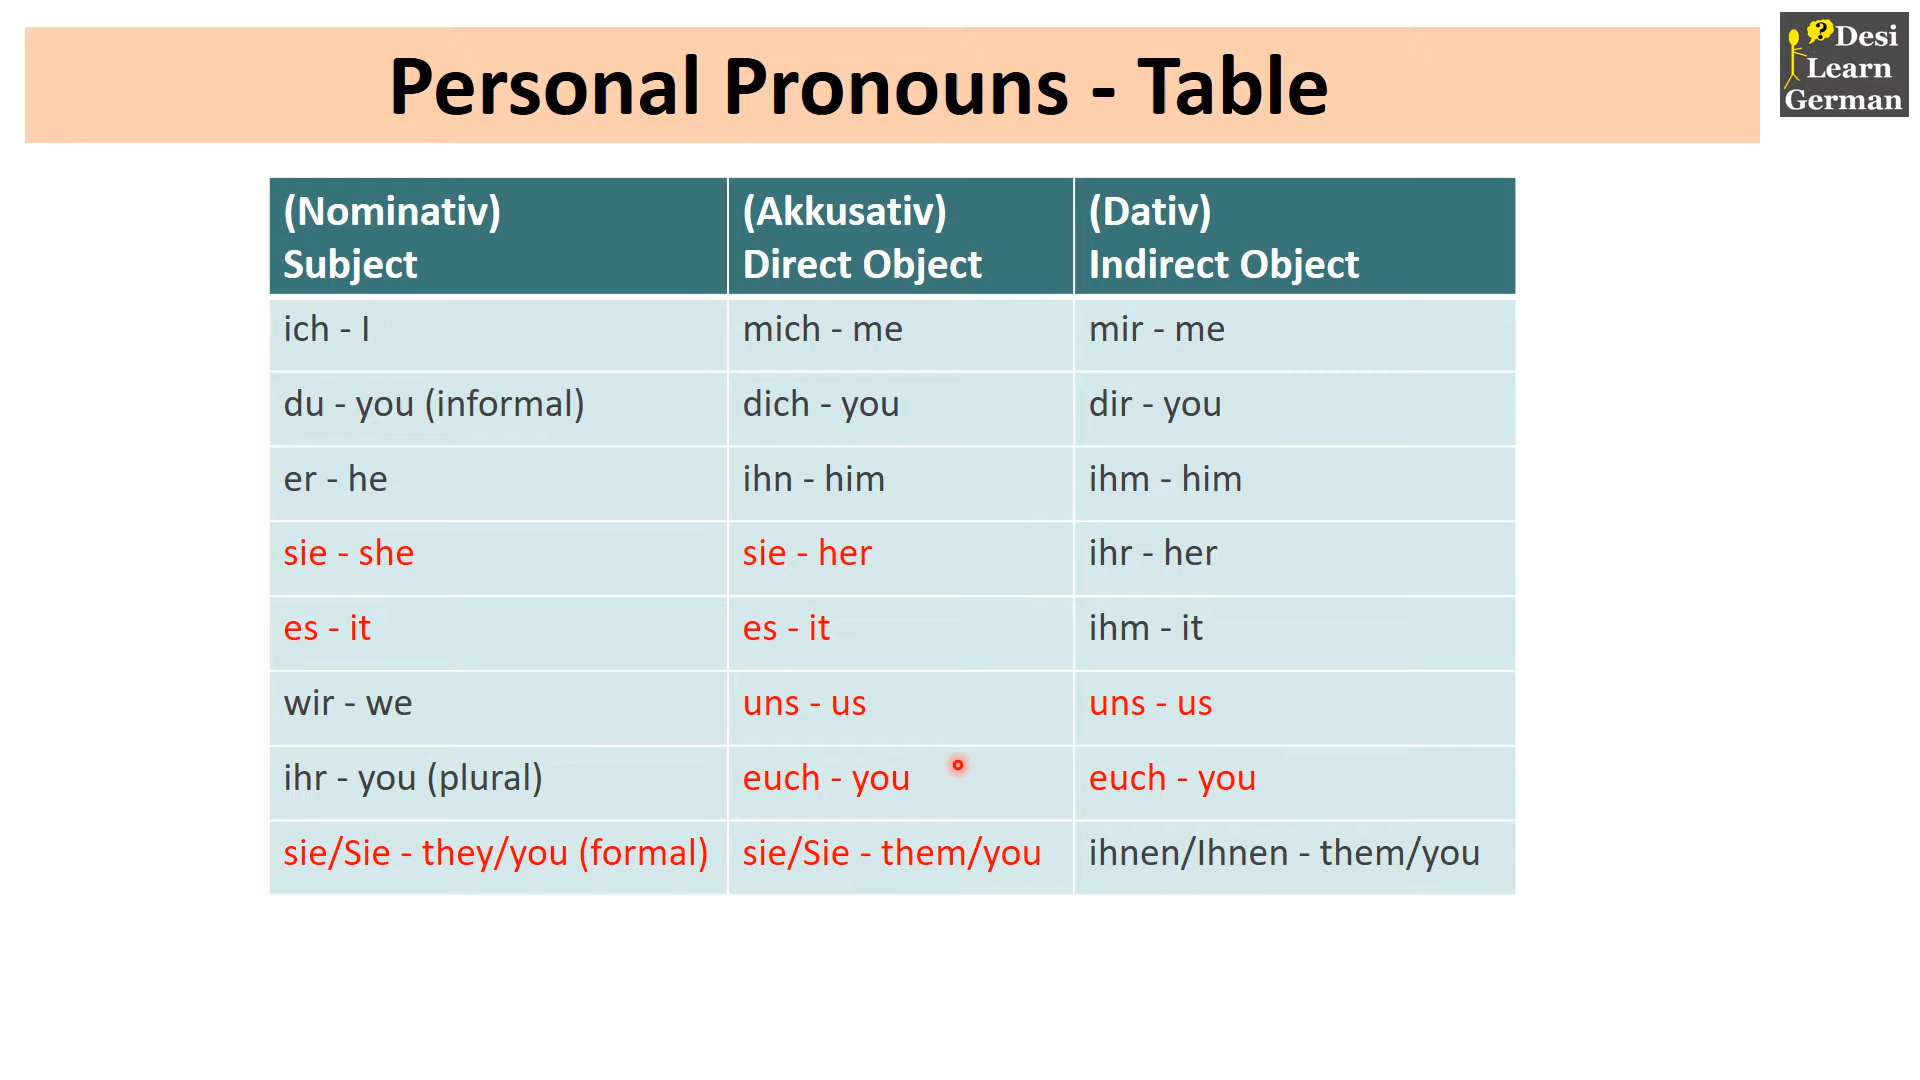 Personal Pronouns - Table
? Desi
Learn
German
(Nominativ)
Subject
(Akkusativ)
Direct Object
(Dativ)
Indirect Object
ich - I
mich - me
mir - me
du - you (informal)
dich - you
dir - you
er - he
ihn - him
ihm - him
sie - she
sie - her
ihr - her
es - it
es - it
ihm - it
wir - we
uns - us
uns - us
ihr - you (plural)
euch - you
euch - you
sie/Sie - they/you (formal)
sie/Sie - them/you
ihnen/Ihnen - them/you